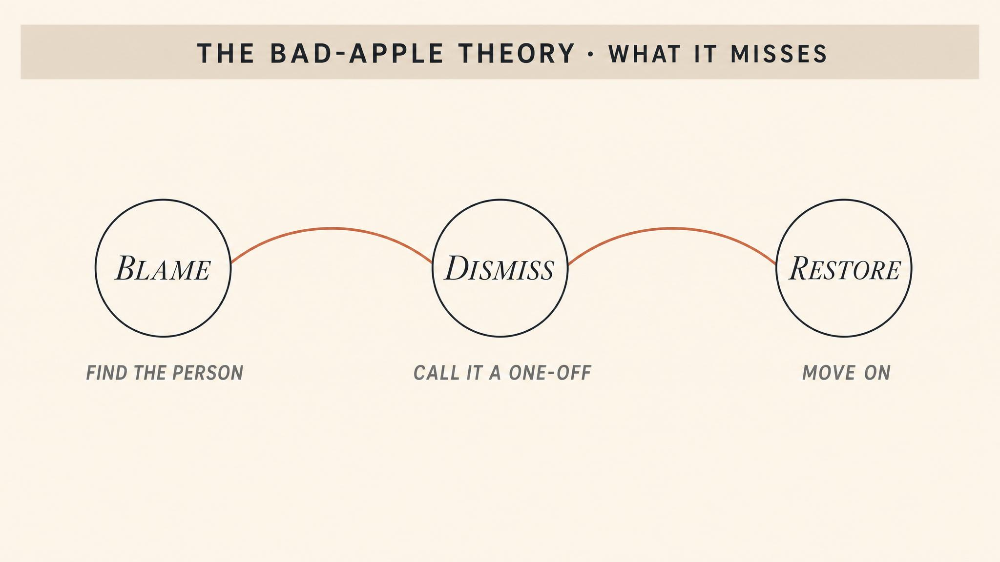 THE BAD-APPLE THEORY · WHAT IT MISSES
BLAME
DISMISS
RESTORE
FIND THE PERSON
CALL IT A ONE-OFF
MOVE ON